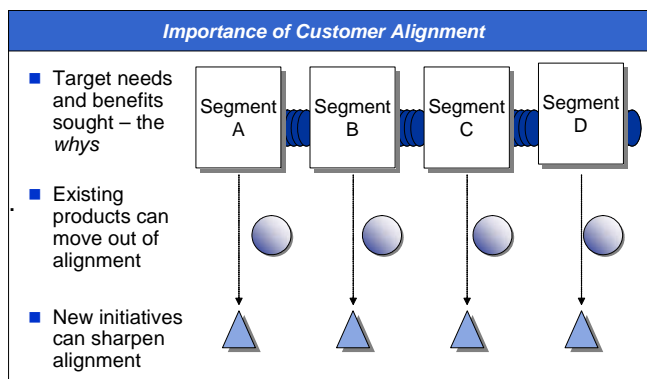 Importance of Customer Alignment
Target needs
and benefits
sought – the
whys
Existing
products can
move out of
alignment
New initiatives
can sharpen
alignment
Segment
A
Segment
B
Segment
C
Segment
D
.